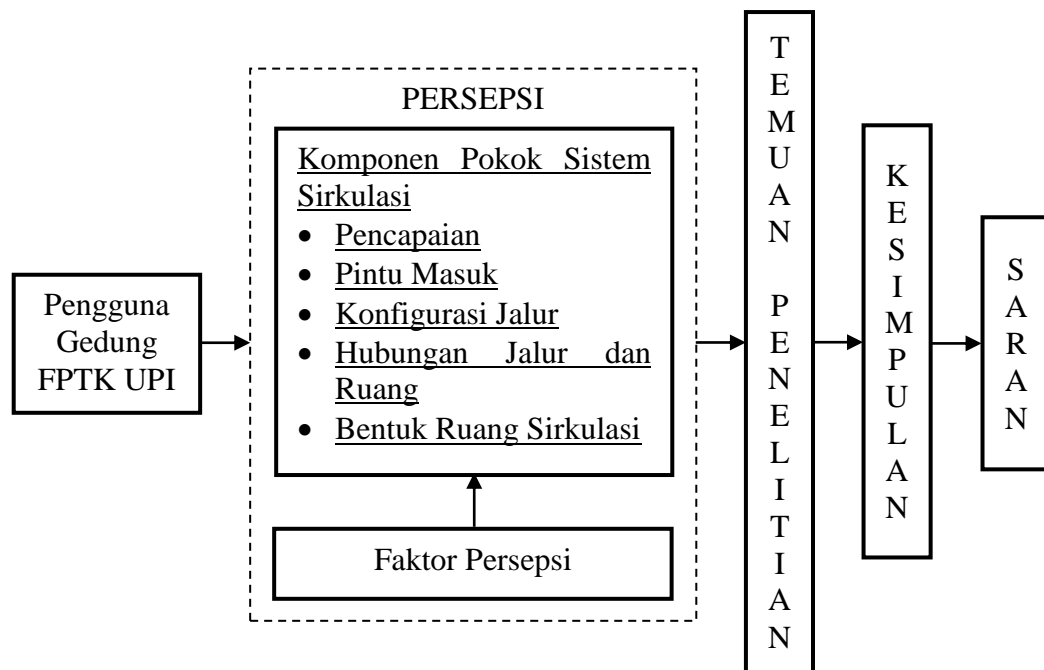 Pengguna
Gedung
FPTK UPI
PERSEPSI
Komponen Pokok Sistem
Sirkulasi
• Pencapaian
• Pintu Masuk
• Konfigurasi Jalur
• Hubungan Jalur dan
Ruang
• Bentuk Ruang Sirkulasi
Faktor Persepsi
TEMUAN PENELITIAN
KESIMPULAN
SARAN